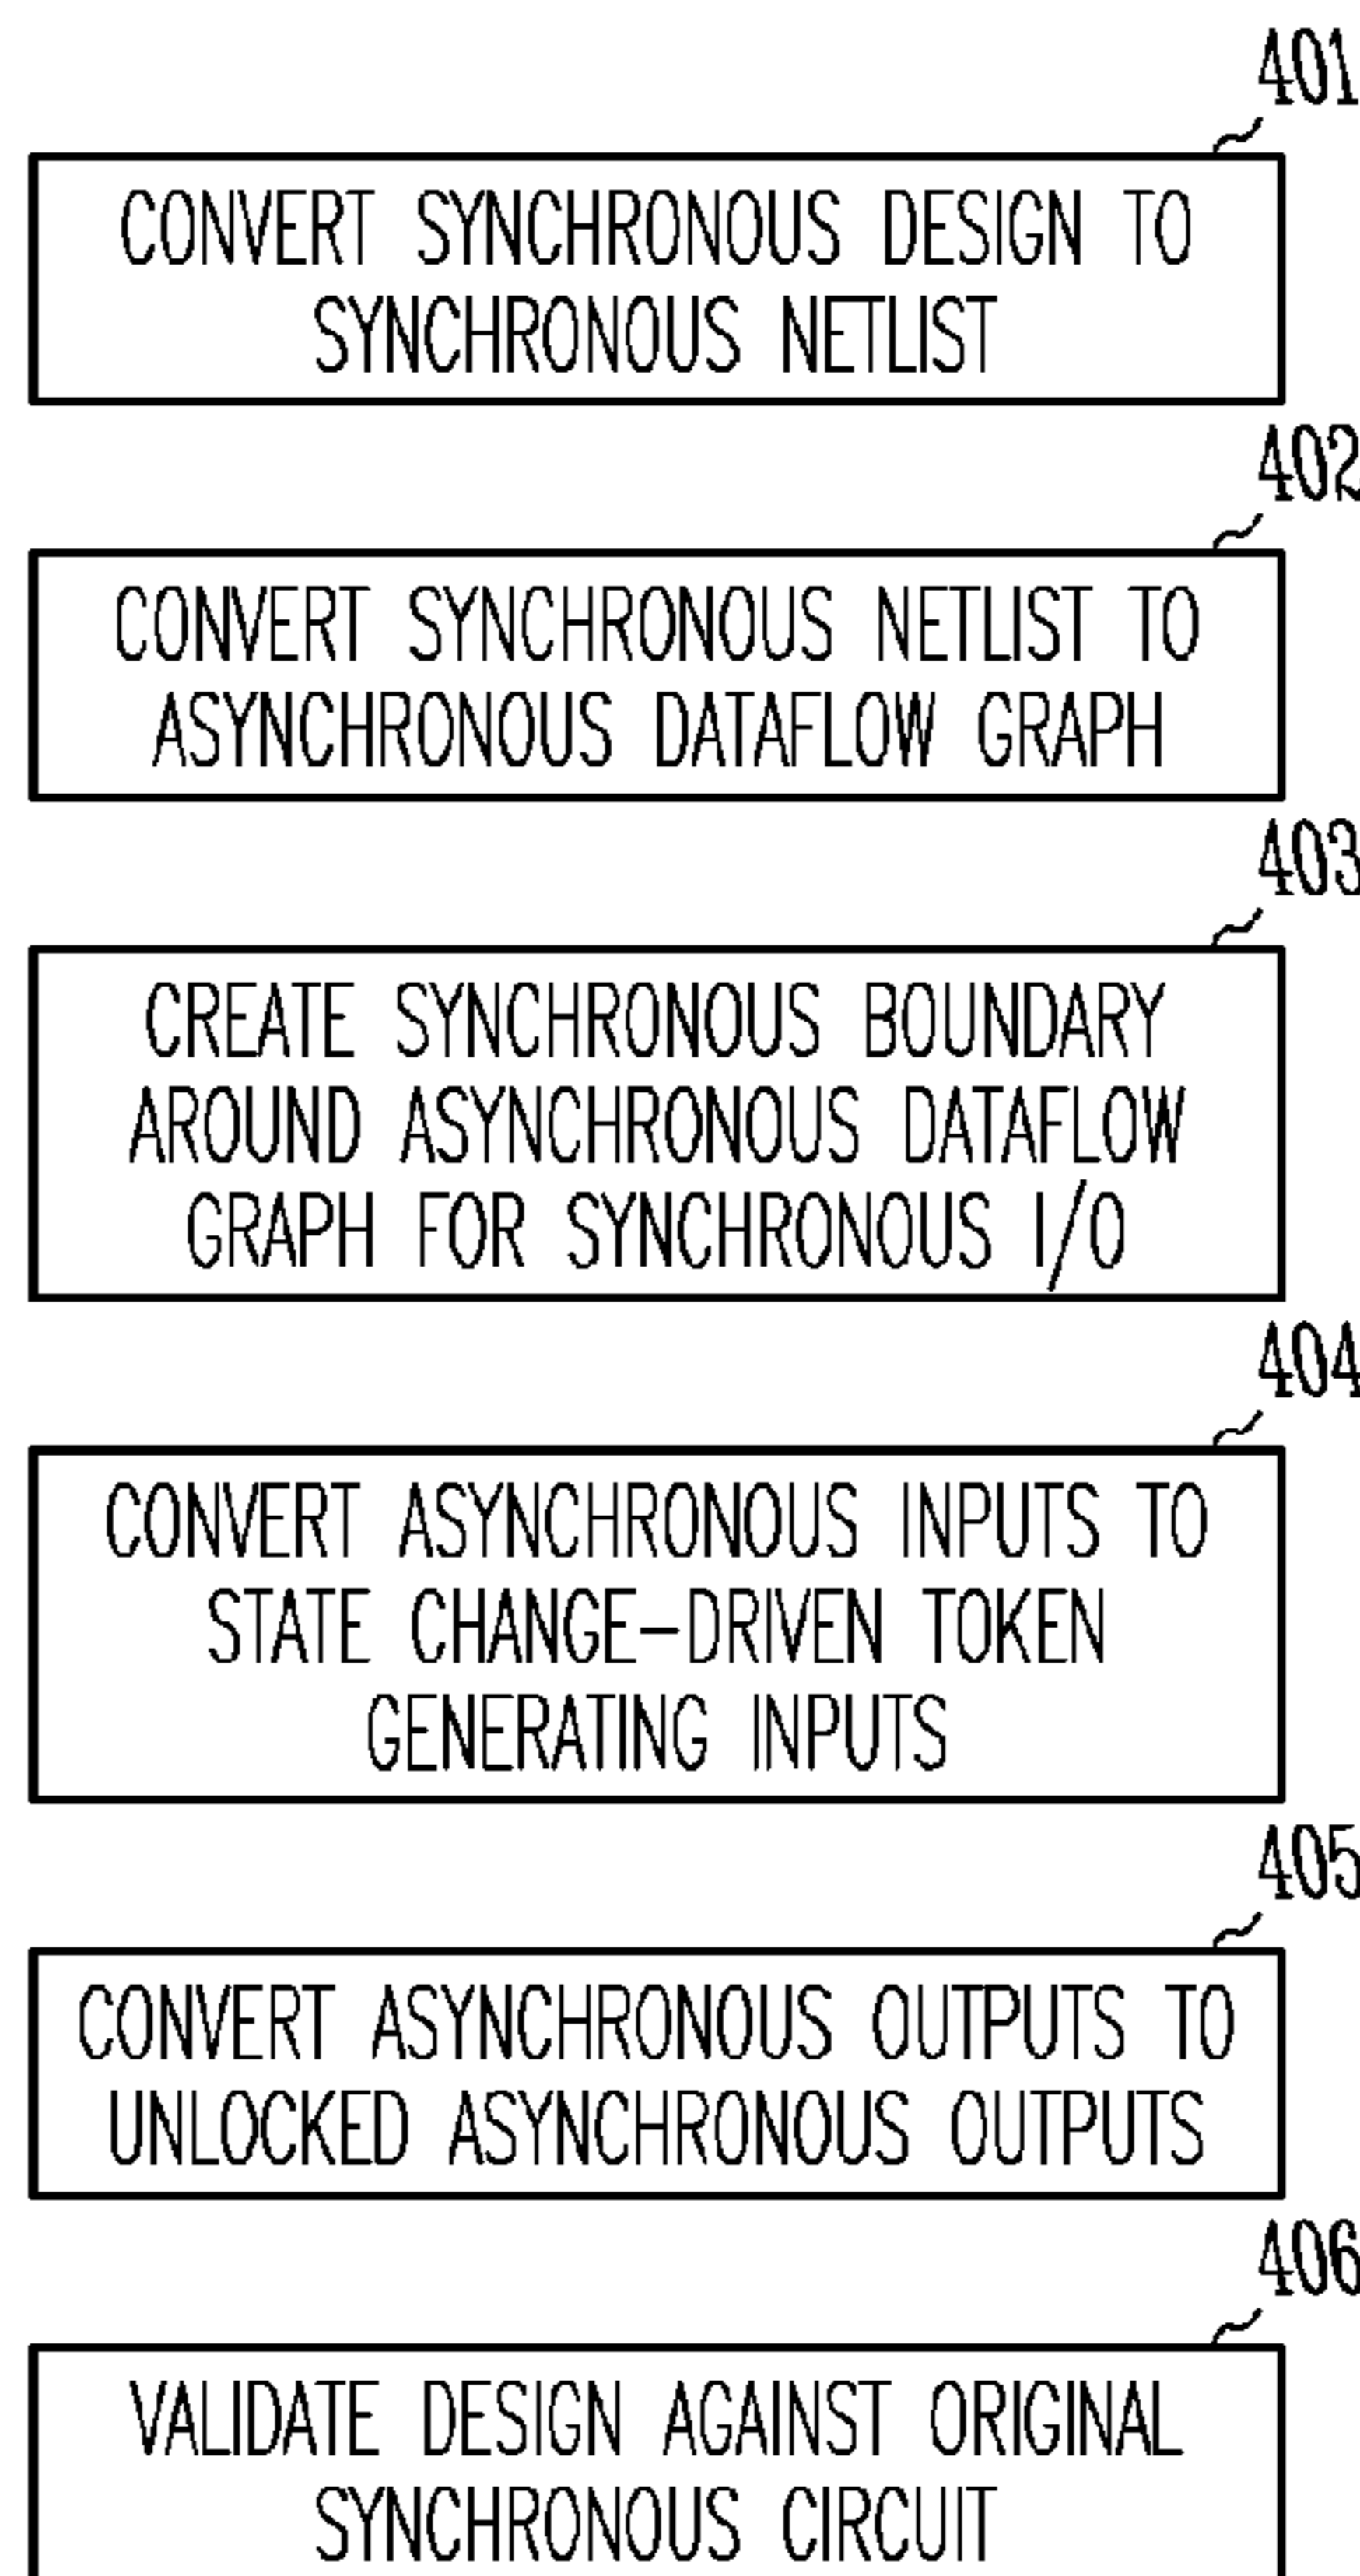 401
CONVERT SYNCHRONOUS DESIGN TO
SYNCHRONOUS NETLIST
402
CONVERT SYNCHRONOUS NETLIST TO
ASYNCHRONOUS DATAFLOW GRAPH
403
CREATE SYNCHRONOUS BOUNDARY
AROUND ASYNCHRONOUS DATAFLOW
GRAPH FOR SYNCHRONOUS I/O
404
CONVERT ASYNCHRONOUS INPUTS TO
STATE CHANGE-DRIVEN TOKEN
GENERATING INPUTS
405
CONVERT ASYNCHRONOUS OUTPUTS TO
UNLOCKED ASYNCHRONOUS OUTPUTS
406
VALIDATE DESIGN AGAINST ORIGINAL
SYNCHRONOUS CIRCUIT